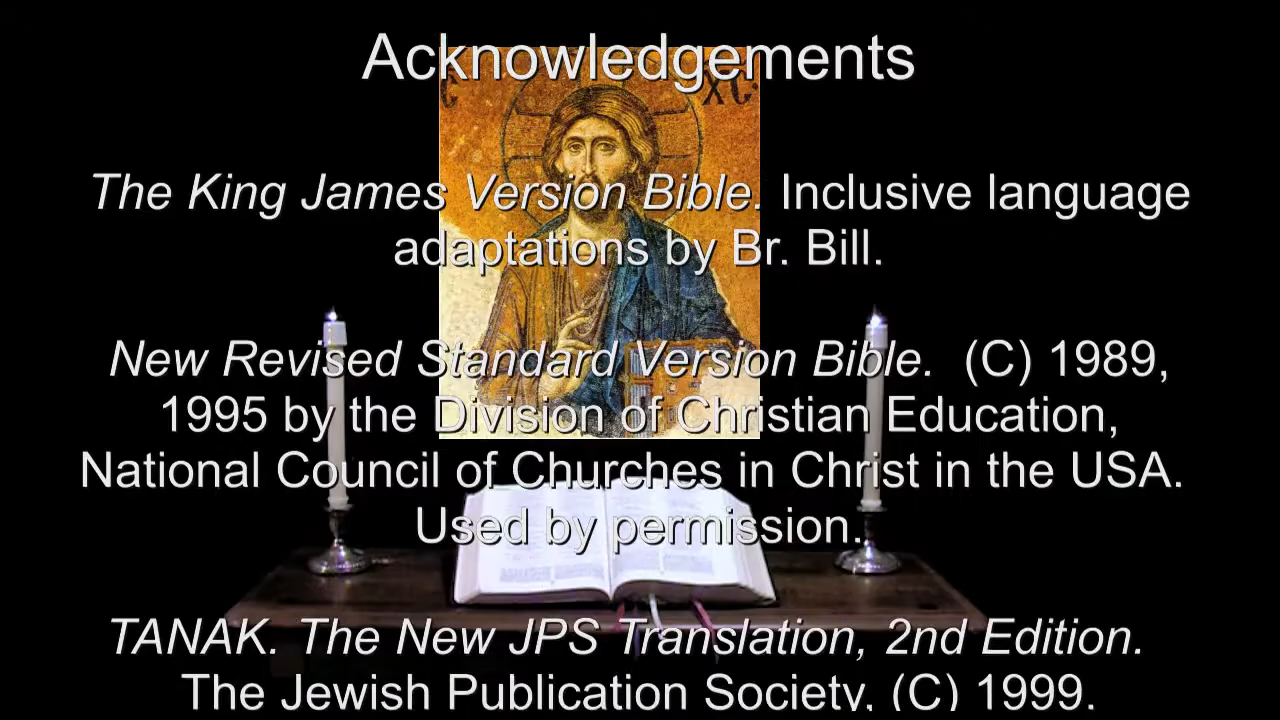 Acknowledgements
The King James Version Bible. Inclusive language
adaptations by Br. Bill.
New Revised Standard Version Bible. (C) 1989,
1995 by the Division of Christian Education,
National Council of Churches in Christ in the USA.
Used by permission.
TANAK. The New JPS Translation, 2nd Edition.
The Jewish Publication Society, (C) 1999.